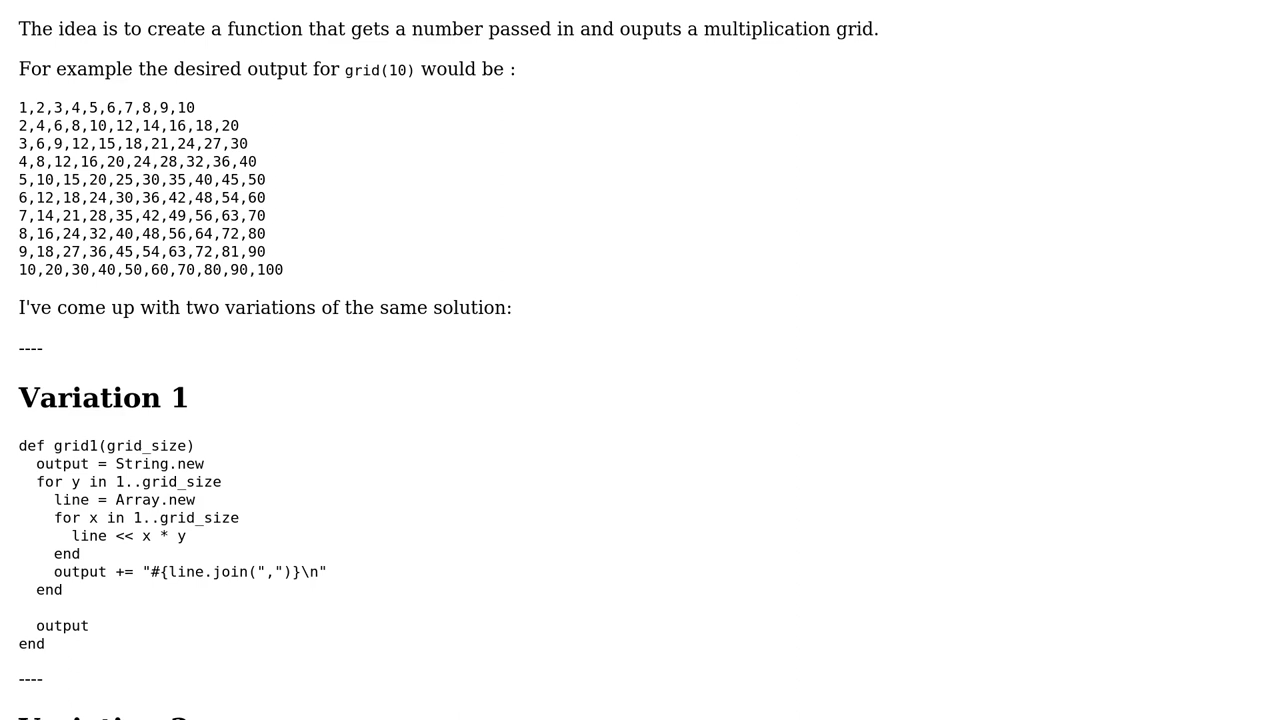 The idea is to create a function that gets a number passed in and ouputs a multiplication grid.
For example the desired output for grid(10) would be :
1,2,3,4,5,6,7,8,9,10
2,4,6,8,10,12,14,16,18,20
3,6,9,12,15,18,21,24,27,30
4,8,12,16,20,24,28,32,36,40
5,10,15,20,25,30,35,40,45,50
6,12,18,24,30,36,42,48,54,60
7,14,21,28,35,42,49,56,63,70
8,16,24,32,40,48,56,64,72,80
9,18,27,36,45,54,63,72,81,90
10,20,30,40,50,60,70,80,90,100
I've come up with two variations of the same solution:
----
Variation 1
def grid1(grid_size)
  output = String.new
  for y in 1..grid_size
    line = Array.new
    for x in 1..grid_size
      line << x * y
    end
    output += "#{line.join(",")}\n"
  end
  output
end
----